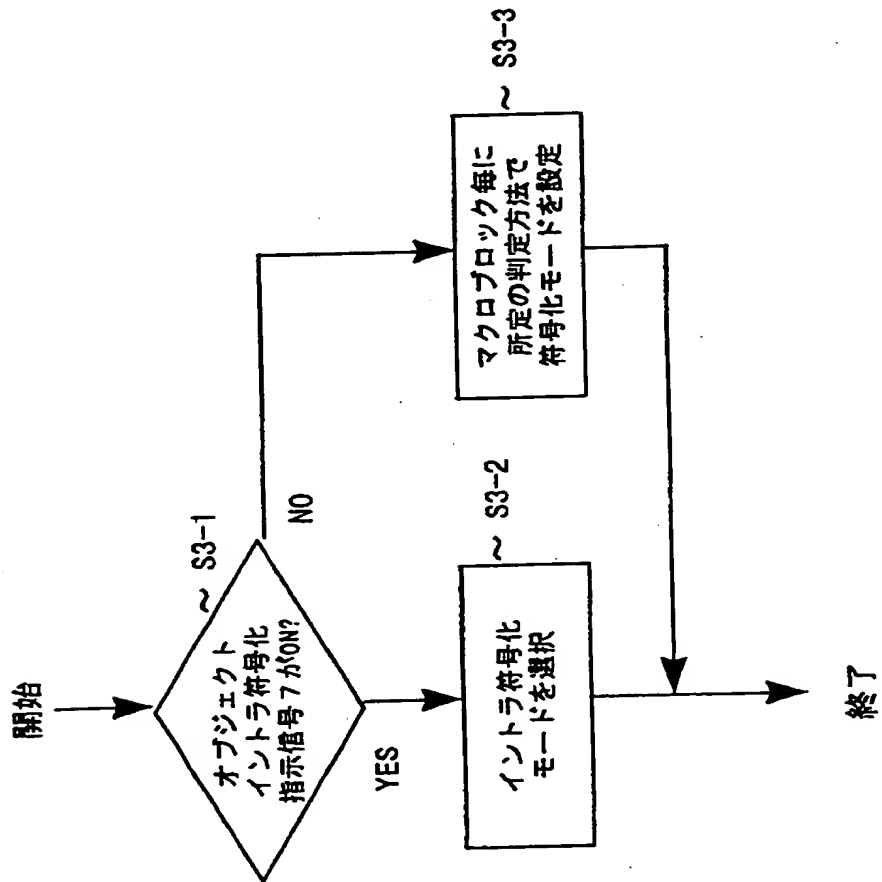 開始
オブジェクト
イントラ符号化
指示信号7がON?
~ S3-1
NO
YES
イントラ符号化
モードを選択
~ S3-2
マクロブロック毎に
所定の判定方法で
符号化モードを設定
~ S3-3
終了